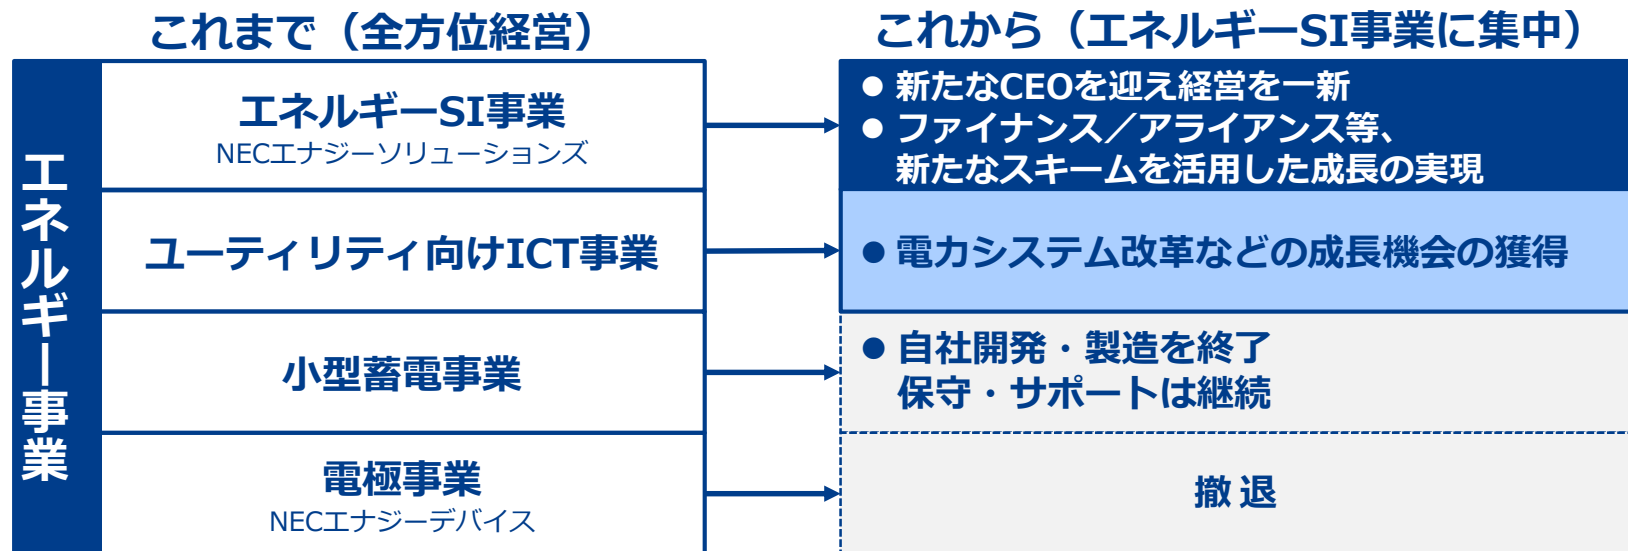 これまで（全方位経営）
これから（エネルギーSI事業に集中）
エネルギー事業
エネルギーSI事業
NECエナジーソリューションズ
● 新たなCEOを迎え経営を一新
● ファイナンス／アライアンス等、
新たなスキームを活用した成長の実現
ユーティリティ向けICT事業
● 電力システム改革などの成長機会の獲得
小型蓄電事業
● 自社開発・製造を終了
保守・サポートは継続
電極事業
NECエナジーデバイス
撤 退